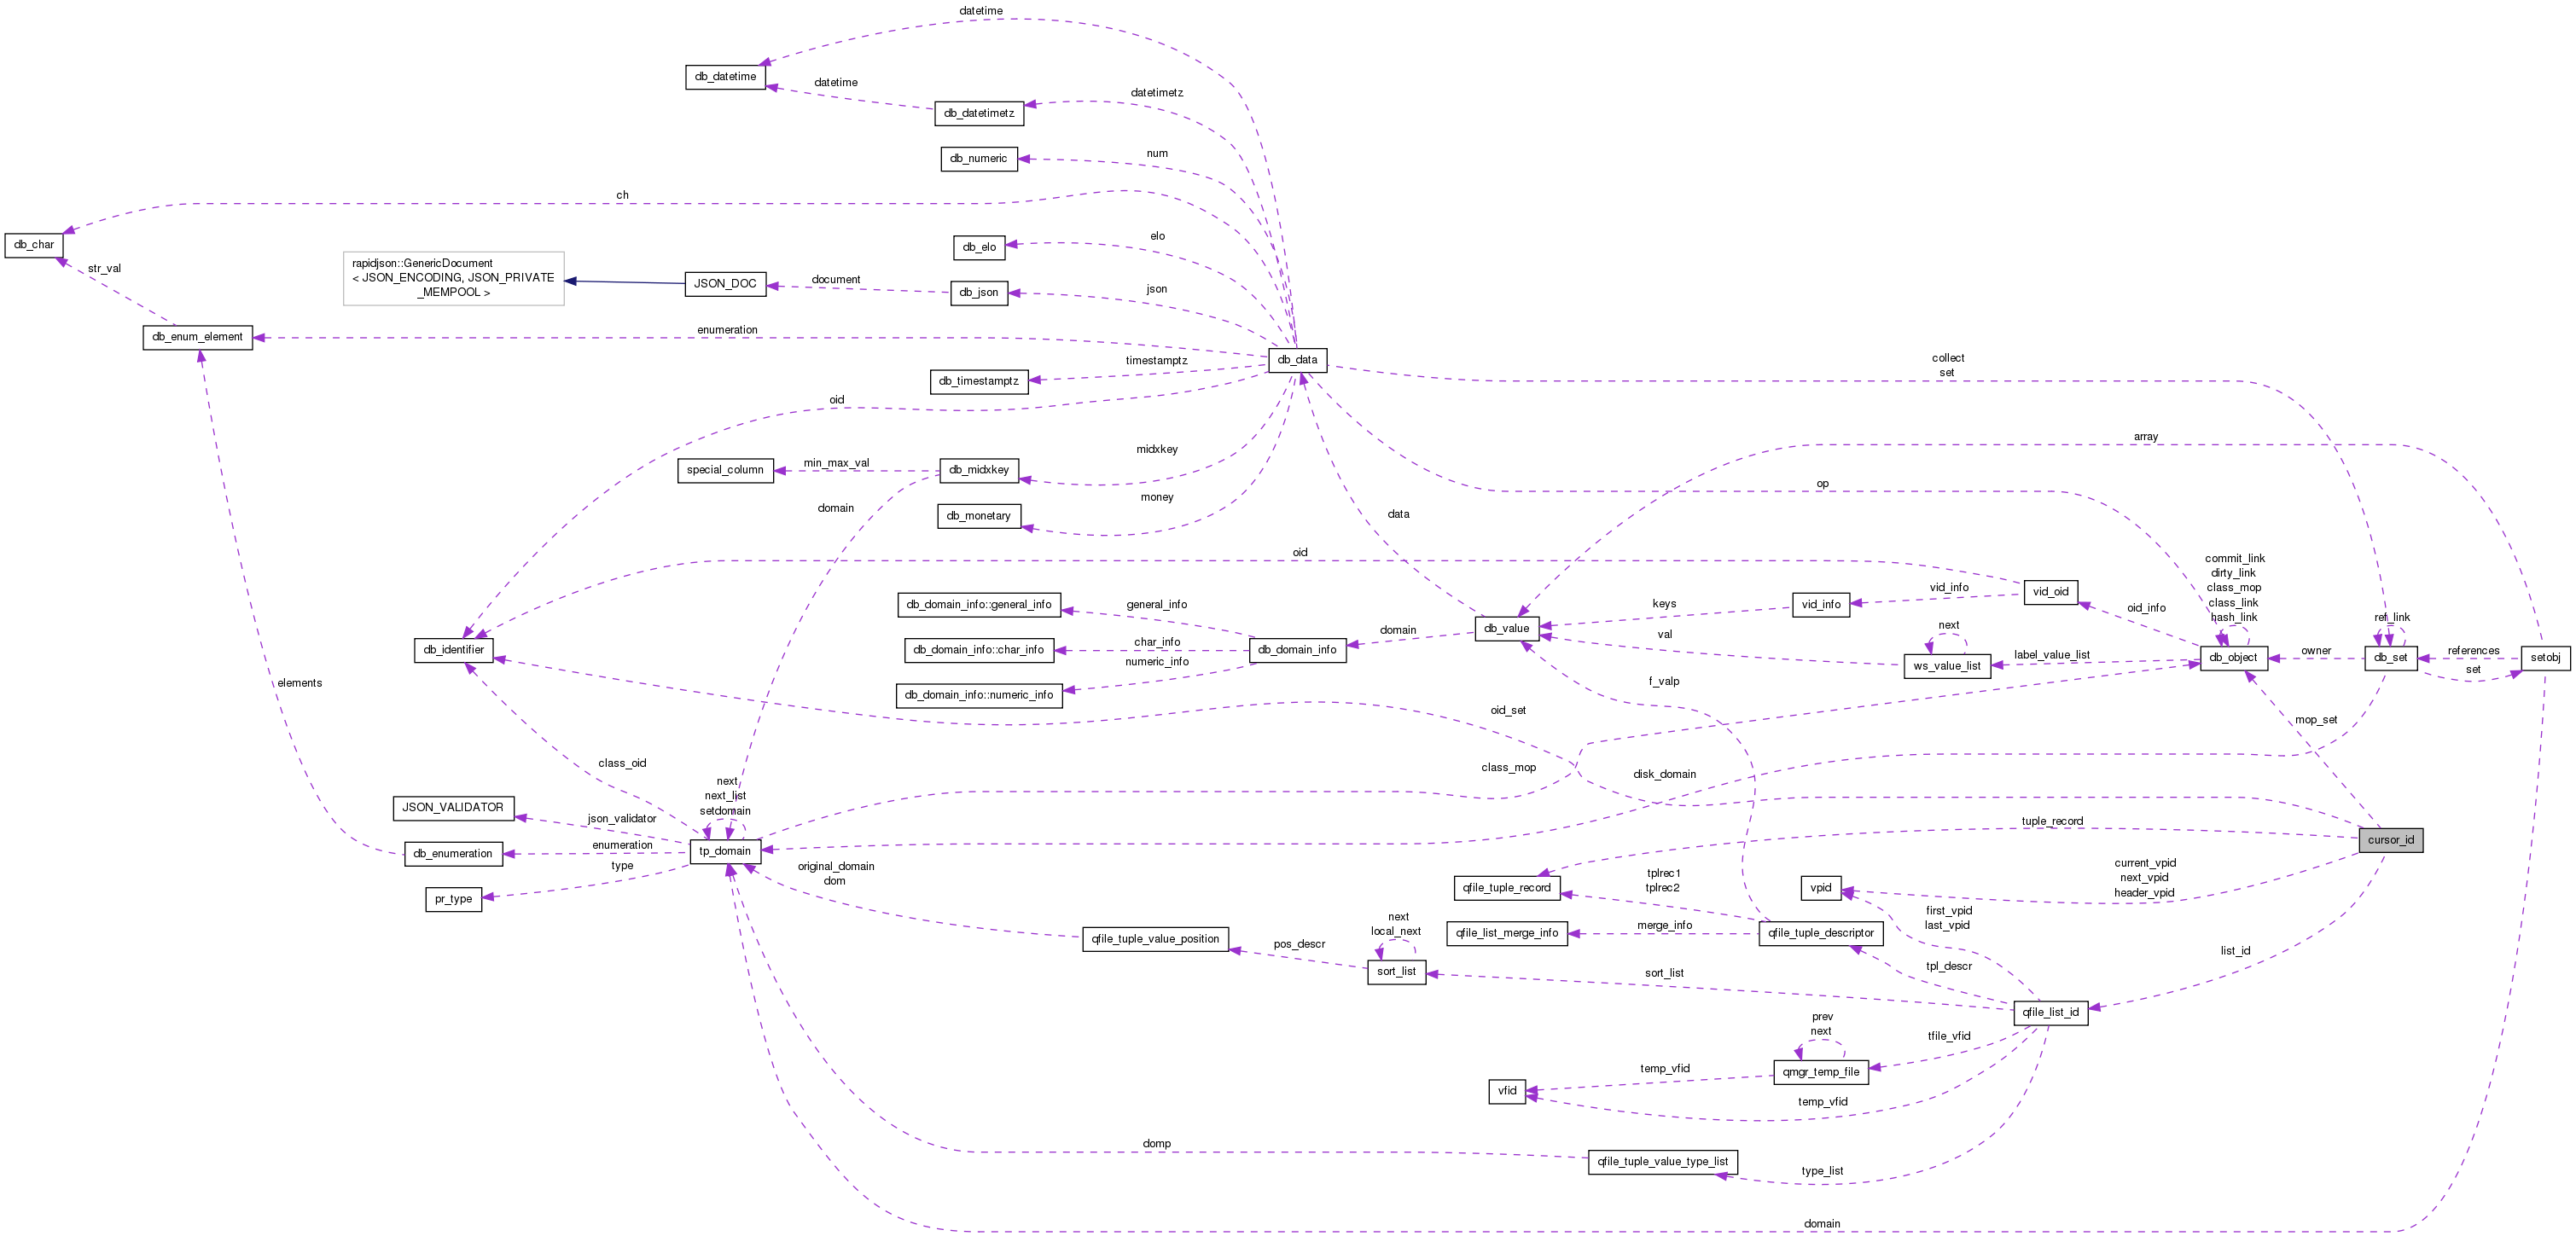 datetime
db_datetime
datetime
datetimetz
db_datetimetz
num
db_numeric
ch
db_char
elo
db_elo
str_val
rapidjson::GenericDocument
< JSON_ENCODING, JSON_PRIVATE
_MEMPOOL >
JSON_DOC
document
json
db_json
enumeration
db_enum_element
db_data
timestamptz
db_timestamptz
collect
set
oid
array
midxkey
special_column
min_max_val
db_midxkey
op
money
db_monetary
domain
data
oid
commit_link
dirty_link
class_mop
class_link
hash_link
vid_info
vid_oid
vid_info
keys
oid_info
db_domain_info::general_info
general_info
db_value
domain
next
ref_link
val
db_identifier
db_domain_info::char_info
char_info
db_domain_info
numeric_info
db_domain_info::numeric_info
ws_value_list
label_value_list
db_object
owner
db_set
references
set
setobj
elements
f_valp
oid_set
mop_set
class_oid
class_mop
disk_domain
next
next_list
setdomain
JSON_VALIDATOR
json_validator
tuple_record
cursor_id
enumeration
db_enumeration
tp_domain
type
pr_type
original_domain
dom
qfile_tuple_record
tplrec1
tplrec2
vpid
current_vpid
next_vpid
header_vpid
first_vpid
last_vpid
qfile_tuple_value_position
next
local_next
pos_descr
sort_list
qfile_list_merge_info
merge_info
qfile_tuple_descriptor
list_id
tpl_descr
sort_list
qfile_list_id
prev
next
tfile_vfid
temp_vfid
qmgr_temp_file
vfid
temp_vfid
domp
qfile_tuple_value_type_list
type_list
domain